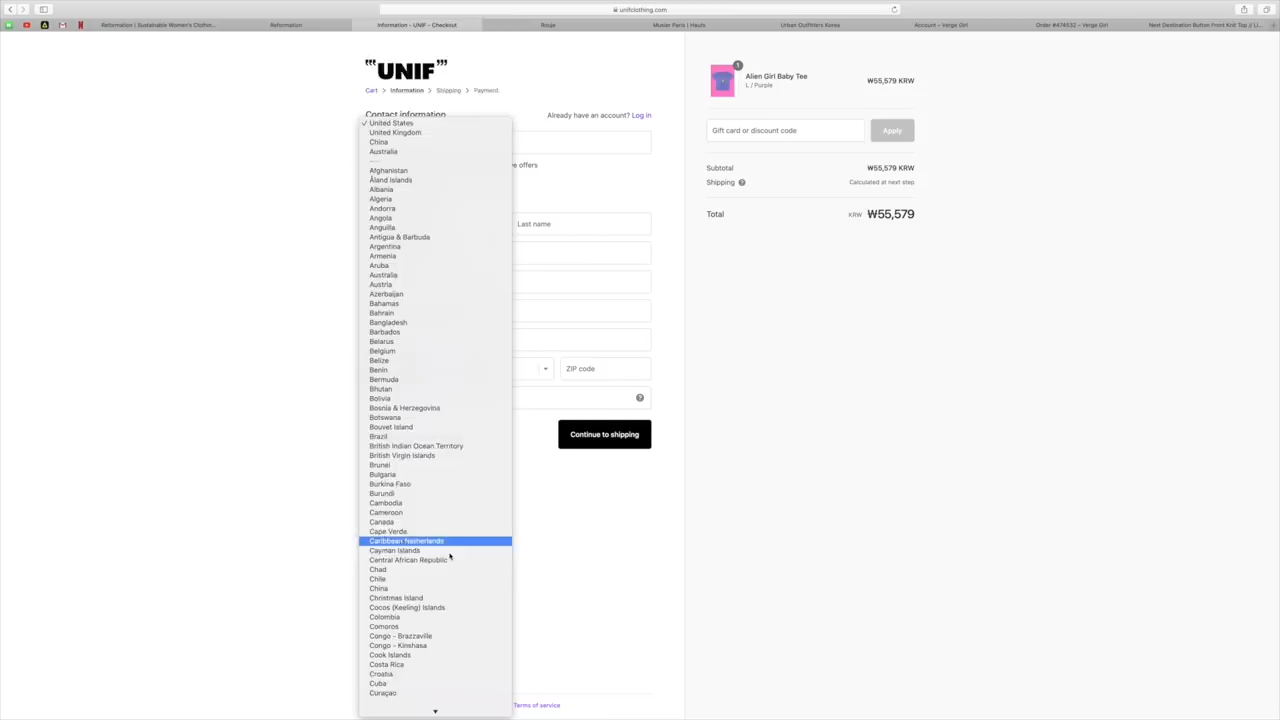 unifclothing.com
Reformation | Sustainable Women's Clothin...
Reformation
Information - UNIF - Checkout
Rouje
Musier Paris | Hauts
Urban Outfitters Korea
Account – Verge Girl
Order #474532 – Verge Girl
Next Destination Button Front Knit Top // Li...
"'UNIF'"
Cart > Information > Shipping > Payment
Contact information
Already have an account? Log in
✓ United States
United Kingdom
China
Australia
----
Afghanistan
Åland Islands
Albania
Algeria
Andorra
Angola
Anguilla
Antigua & Barbuda
Argentina
Armenia
Aruba
Australia
Austria
Azerbaijan
Bahamas
Bahrain
Bangladesh
Barbados
Belarus
Belgium
Belize
Benin
Bermuda
Bhutan
Bolivia
Bosnia & Herzegovina
Botswana
Bouvet Island
Brazil
British Indian Ocean Territory
British Virgin Islands
Brunei
Bulgaria
Burkina Faso
Burundi
Cambodia
Cameroon
Canada
Cape Verde
Caribbean Netherlands
Cayman Islands
Central African Republic
Chad
Chile
China
Christmas Island
Cocos (Keeling) Islands
Colombia
Comoros
Congo - Brazzaville
Congo - Kinshasa
Cook Islands
Costa Rica
Croatia
Cuba
Curaçao
offers
Last name
ZIP code
Continue to shipping
Terms of service
1
Alien Girl Baby Tee
L / Purple
₩55,579 KRW
Gift card or discount code
Apply
Subtotal
₩55,579 KRW
Shipping
Calculated at next step
Total
KRW ₩55,579